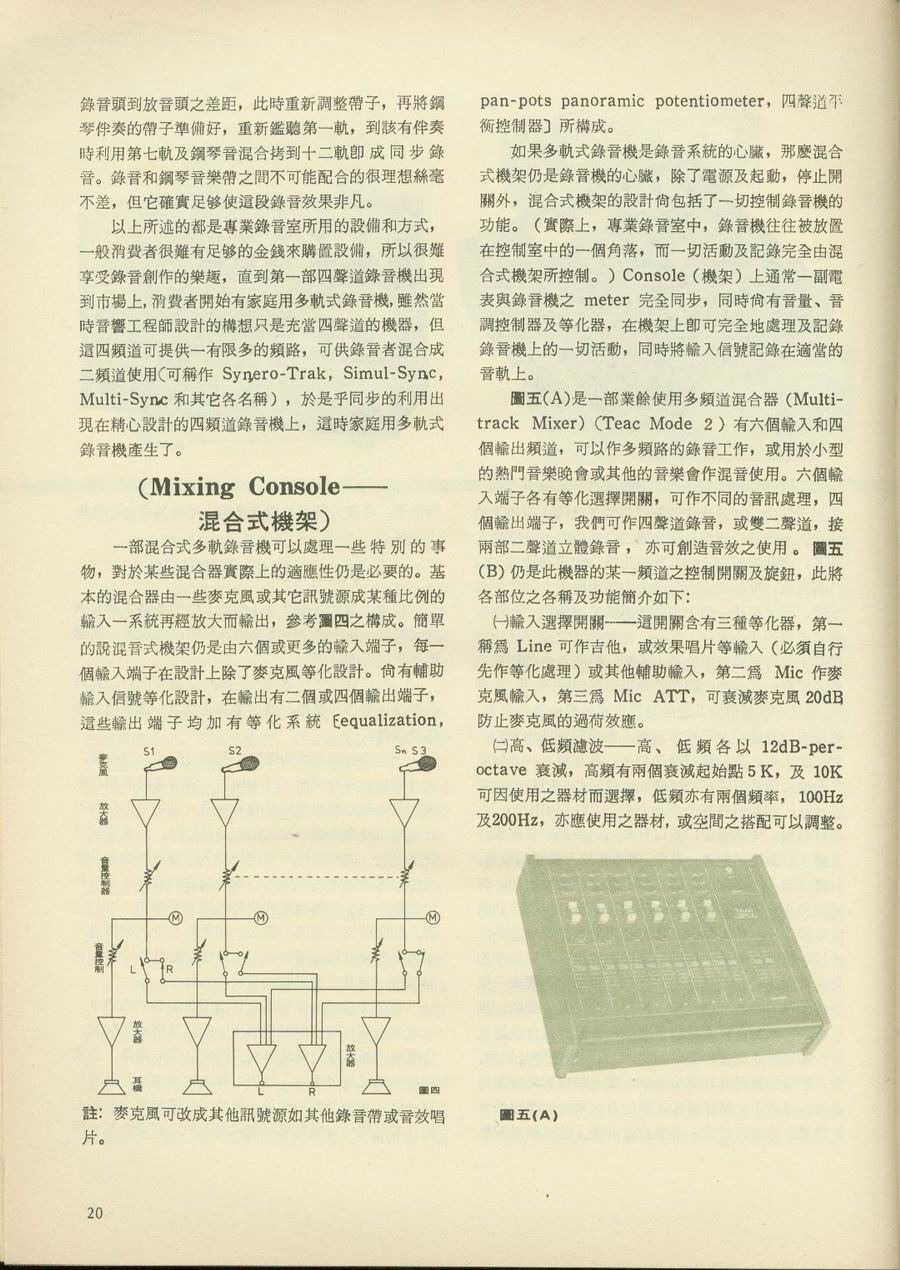 錄音頭到放音頭之差距，此時重新調整帶子，再將鋼
琴伴奏的帶子準備好，重新鑑聽第一軌，到該有伴奏
時利用第七軌及鋼琴音混合拷到十二軌卽成同步錄
音。錄音和鋼琴音樂帶之間不可能配合的很理想絲毫
不差，但它確實足够使這段錄音效果非凡。
以上所述的都是專業錄音室所用的設備和方式，
一般消費者很難有足够的金錢來購置設備，所以很難
享受錄音創作的樂趣，直到第一部四聲道錄音機出現
到市場上，消費者開始有家庭用多軌式錄音機，雖然當
時音響工程師設計的構想只是充當四聲道的機器，但
這四頻道可提供一有限多的頻路，可供錄音者混合成
二頻道使用(可稱作 Synero-Trak, Simul-Sync,
Multi-Sync 和其它各名稱），於是乎同步的利用出
現在精心設計的四頻道錄音機上，這時家庭用多軌式
錄音機產生了。
(Mixing Console——
混合式機架)
一部混合式多軌錄音機可以處理一些特別的事
物，對於某些混合器實際上的適應性仍是必要的。基
本的混合器由一些麥克風或其它訊號源成某種比例的
輸入一系統再經放大而輸出，參考圖四之構成。簡單
的說混音式機架仍是由六個或更多的輸入端子，每一
個輸入端子在設計上除了麥克風等化設計。尙有輔助
輸入信號等化設計，在輸出有二個或四個輸出端子，
這些輸出端子均加有等化系統〔equalization,
麥克風
S1
S2
Sn S3
放大器
音量控制器
M
M
M
音量控制
L
R
放大器
放大器
耳機
L
R
圖四
註：麥克風可改成其他訊號源如其他錄音帶或音效唱
片。
20
pan-pots panoramic potentiometer，四聲道平
衡控制器〕所構成。
如果多軌式錄音機是錄音系統的心臟，那麽混合
式機架仍是錄音機的心臟，除了電源及起動，停止開
關外，混合式機架的設計尙包括了一切控制錄音機的
功能。（實際上，專業錄音室中，錄音機往往被放置
在控制室中的一個角落，而一切活動及記錄完全由混
合式機架所控制。）Console（機架）上通常一副電
表與錄音機之 meter 完全同步，同時尙有音量、音
調控制器及等化器，在機架上卽可完全地處理及記錄
錄音機上的一切活動，同時將輸入信號記錄在適當的
音軌上。
圖五(A)是一部業餘使用多頻道混合器 (Multi-
track Mixer)（Teac Mode 2）有六個輸入和四
個輸出頻道，可以作多頻路的錄音工作，或用於小型
的熱門音樂晚會或其他的音樂會作混音使用。六個輸
入端子各有等化選擇開關，可作不同的音訊處理，四
個輸出端子，我們可作四聲道錄音，或雙二聲道，接
兩部二聲道立體錄音，亦可創造音效之使用。圖五
(B) 仍是此機器的某一頻道之控制開關及旋鈕，此將
各部位之各稱及功能簡介如下：
㈠輸入選擇開關——這開關含有三種等化器，第一
稱爲 Line 可作吉他，或效果唱片等輸入（必須自行
先作等化處理）或其他輔助輸入，第二爲 Mic 作麥
克風輸入，第三爲 Mic ATT，可衰減麥克風 20dB
防止麥克風的過荷效應。
㈡高、低頻濾波——高、低頻各以 12dB-per-
octave 衰減，高頻有兩個衰減起始點 5 K，及 10K
可因使用之器材而選擇，低頻亦有兩個頻率，100Hz
及200Hz，亦應使用之器材，或空間之搭配可以調整。
圖五(A)